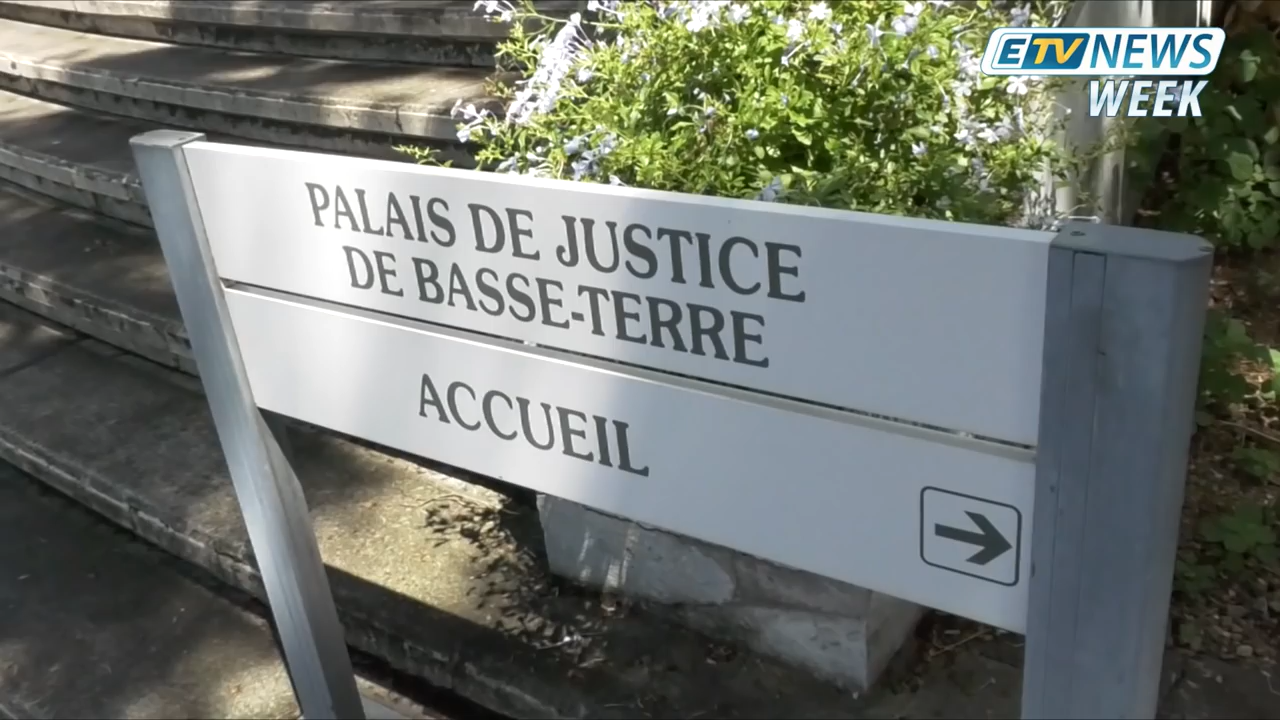 ETV NEWS
WEEK
PALAIS DE JUSTICE
DE BASSE-TERRE
ACCUEIL